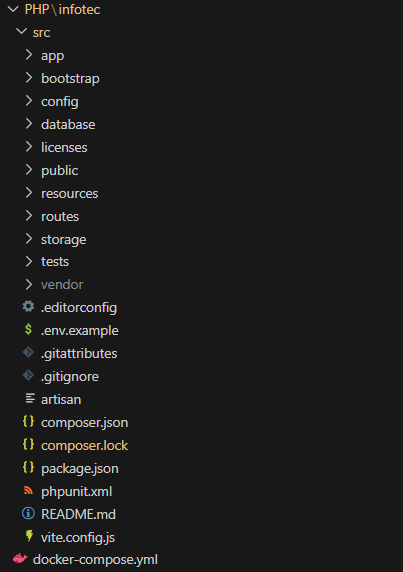 PHP\infotec
src
app
bootstrap
config
database
licenses
public
resources
routes
storage
tests
vendor
.editorconfig
.env.example
.gitattributes
.gitignore
artisan
composer.json
composer.lock
package.json
phpunit.xml
README.md
vite.config.js
docker-compose.yml